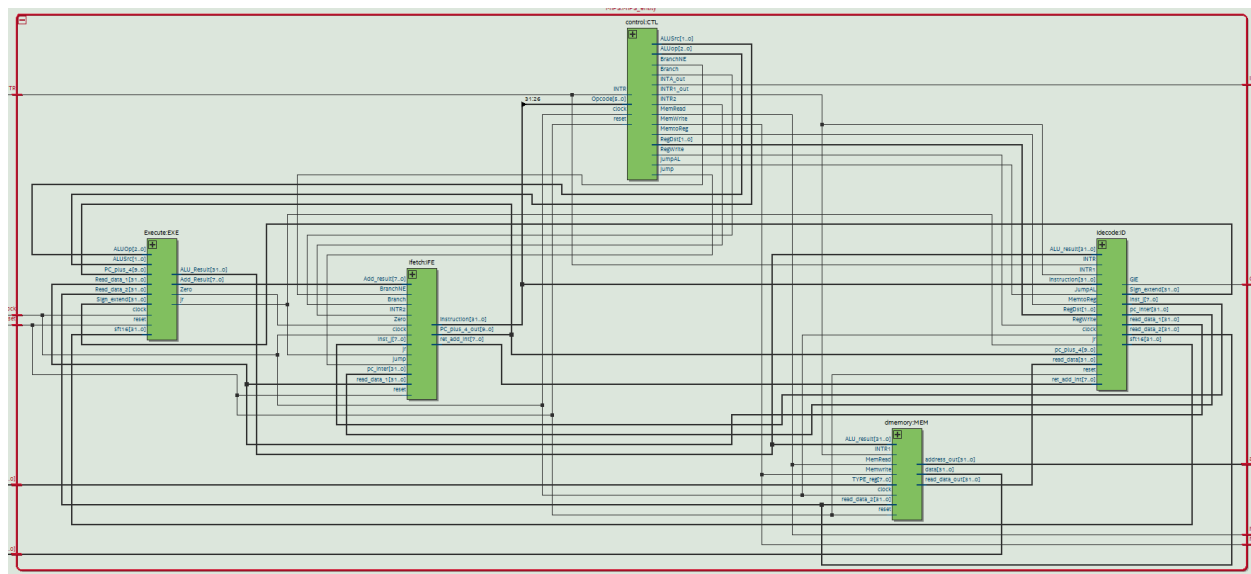 control:CTL
ALUSrc[1..0]
ALUop[2..0]
BranchNE
Branch
INTA_out
INTR
INTR1_out
31:26
Opcode[5..0]
INTR2
clock
MemRead
reset
MemWrite
MemtoReg
RegDst[1..0]
RegWrite
jumpAL
jump
Execute:EXE
ALUOp[2..0]
ALUSrc[1..0]
PC_plus_4[9..0]
Read_data_1[31..0]
Read_data_2[31..0]
Sign_extend[31..0]
clock
reset
sft16[31..0]
ALU_Result[31..0]
Add_Result[7..0]
Zero
jr
Ifetch:IFE
Add_result[7..0]
BranchNE
Branch
INTR2
Zero
clock
Inst_j[7..0]
jr
jump
pc_inter[31..0]
read_data_1[31..0]
reset
Instruction[31..0]
PC_plus_4_out[9..0]
ret_add_int[7..0]
Idecode:ID
ALU_result[31..0]
INTR
INTR1
Instruction[31..0]
JumpAL
MemtoReg
RegDst[1..0]
RegWrite
clock
jr
pc_plus_4[9..0]
read_data[31..0]
reset
ret_add_int[7..0]
GIE
Sign_extend[31..0]
inst_j[7..0]
pc_inter[31..0]
read_data_1[31..0]
read_data_2[31..0]
sft16[31..0]
dmemory:MEM
ALU_result[31..0]
INTR1
MemRead
Memwrite
TYPE_reg[7..0]
clock
read_data_2[31..0]
reset
address_out[31..0]
data[31..0]
read_data_out[31..0]